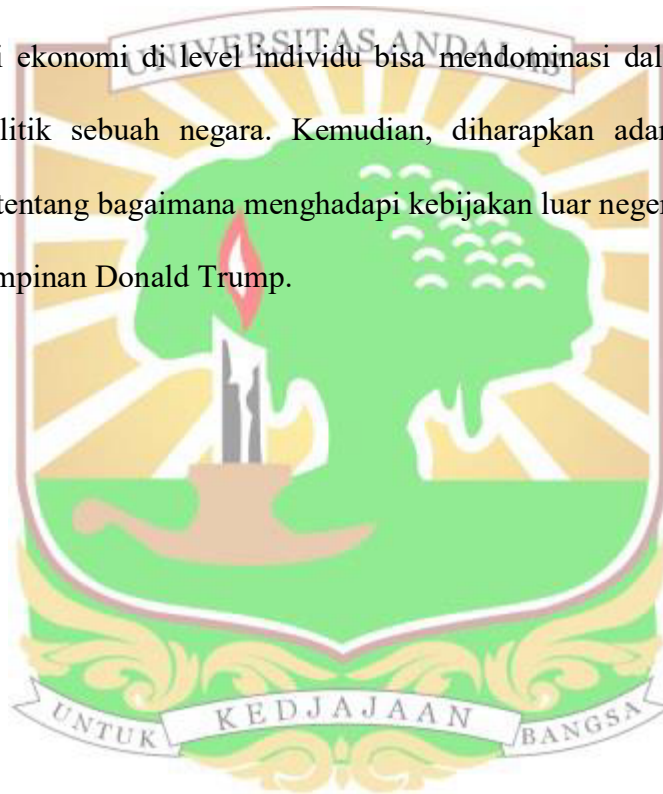 UNIVERSITAS ANDALAS
i ekonomi di level individu bisa mendominasi dal
litik sebuah negara. Kemudian, diharapkan adar
tentang bagaimana menghadapi kebijakan luar neger
mpinan Donald Trump.
UNTUK KEDJAJAAN BANGSA